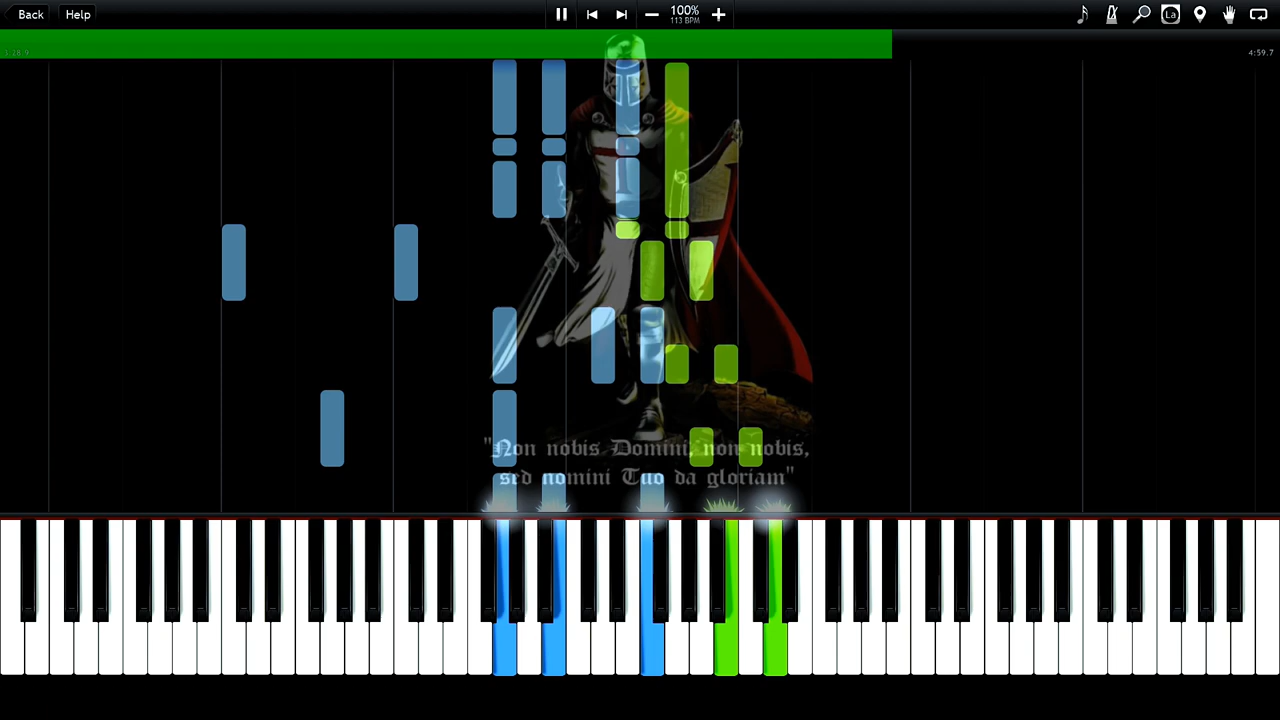 Back Help 100% La
113 BPM
4:59.7
"Non nobis Domini, non nobis,
sed nomini Tuo da gloriam"